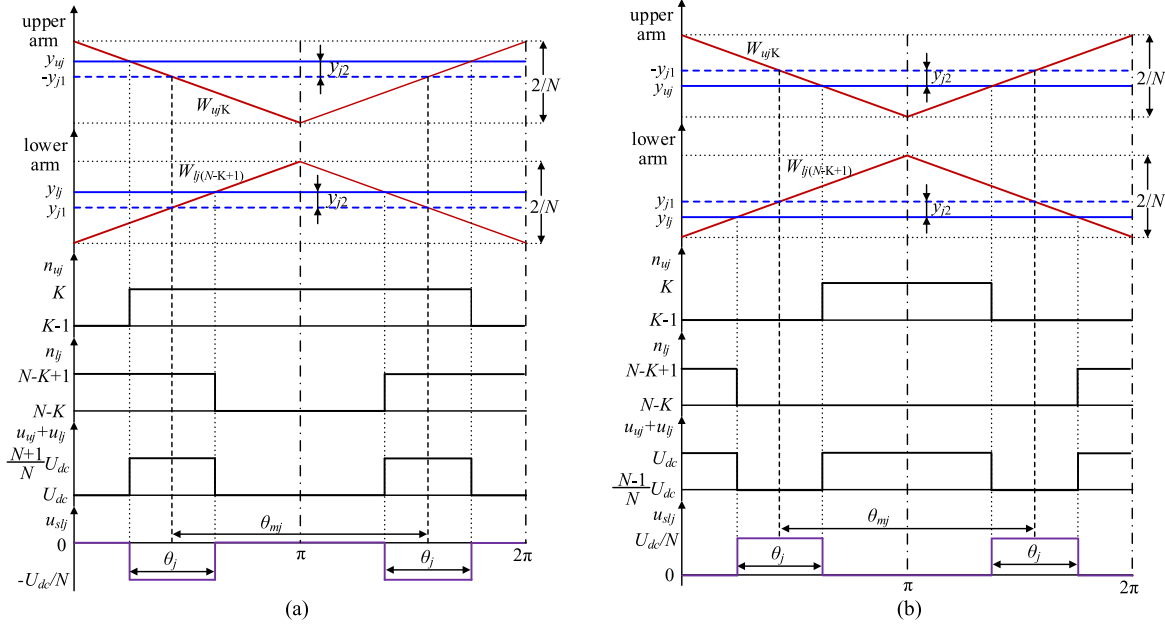 upper
arm
y_uj
-y_j1
y_j2
W_ujK
2/N
lower
arm
W_lj(N-K+1)
y_lj
y_j1
y_j2
2/N
n_uj
K
K-1
n_lj
N-K+1
N-K
u_uj+u_lj
N+1/N U_dc
U_dc
u_slj
θ_mj
0
π
2π
θ_j
θ_j
-U_dc/N
(a)
upper
arm
W_ujK
-y_j1
y_uj
y_j2
2/N
lower
arm
W_lj(N-K+1)
y_j1
y_lj
y_j2
2/N
n_uj
K
K-1
n_lj
N-K+1
N-K
u_uj+u_lj
U_dc
N-1/N U_dc
u_slj
θ_mj
U_dc/N
θ_j
θ_j
0
π
2π
(b)